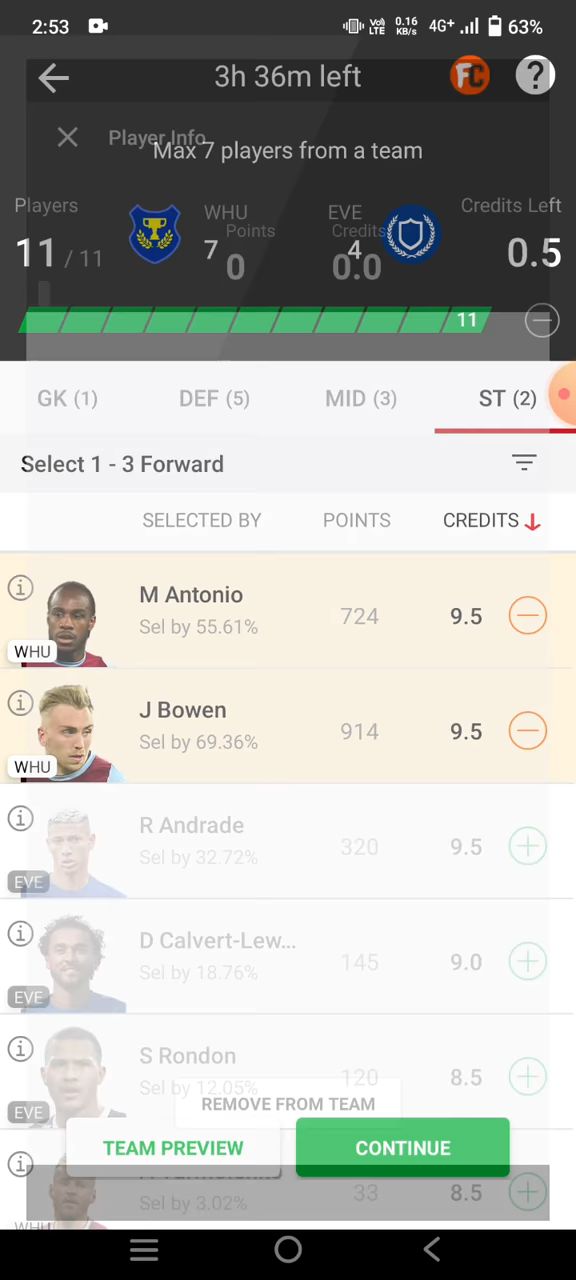 2:53 Vo) LTE 0.16 KB/s 4G+ 63%
3h 36m left FC ?
Player Info
Max 7 players from a team
Players WHU EVE Credits Left
Points Credits
11 / 11 7 0 4 0.0 0.5
11
GK (1) DEF (5) MID (3) ST (2)
Select 1 - 3 Forward
SELECTED BY POINTS CREDITS
M Antonio
Sel by 55.61% 724 9.5
WHU
J Bowen
Sel by 69.36% 914 9.5
WHU
R Andrade
Sel by 32.72% 320 9.5
EVE
D Calvert-Lew...
Sel by 18.76% 145 9.0
EVE
S Rondon
Sel by 12.05% 120 8.5
EVE
REMOVE FROM TEAM
TEAM PREVIEW CONTINUE
Sel by 3.02% 33 8.5
WHU